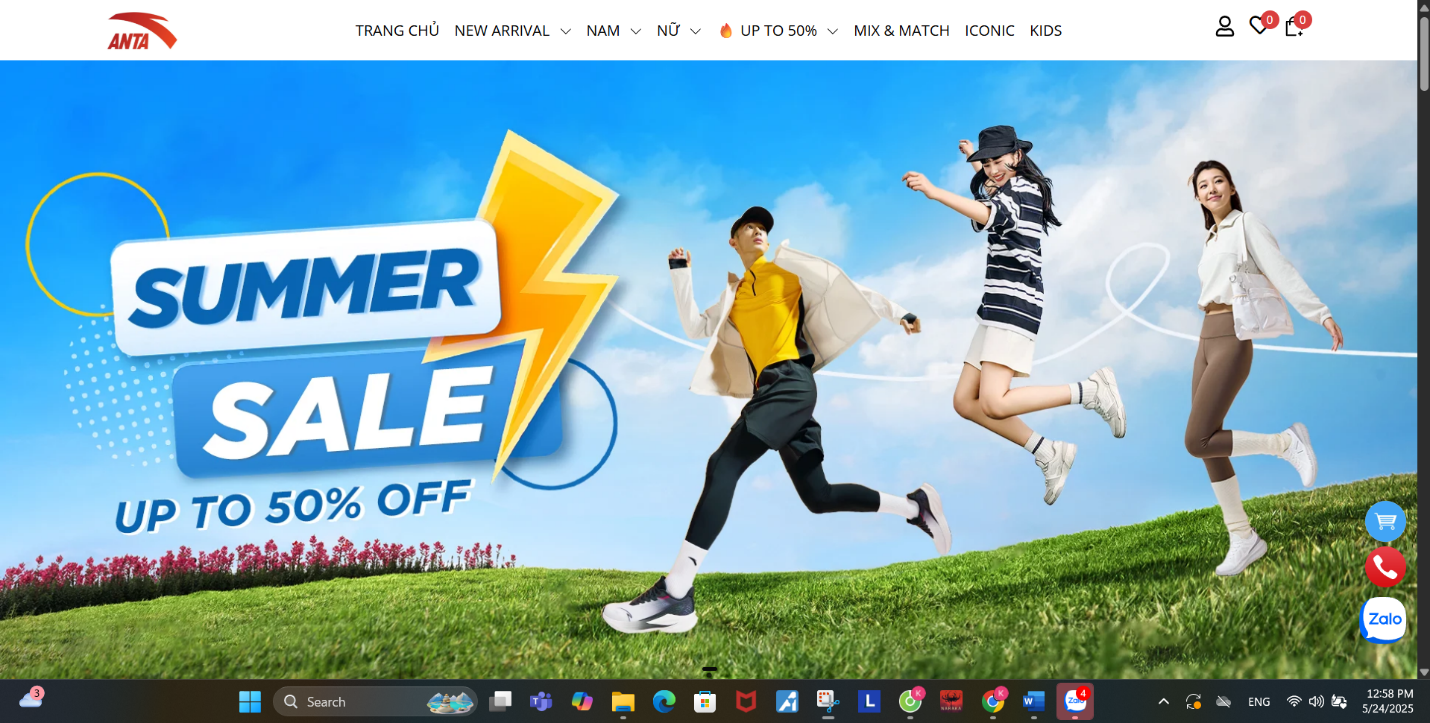 ANTA
TRANG CHỦ NEW ARRIVAL NAM NỮ UP TO 50% MIX & MATCH ICONIC KIDS
0 0
SUMMER
SALE
UP TO 50% OFF
Zalo
3
Search
L
K
K
W
Zalo
4
ENG
12:58 PM
5/24/2025